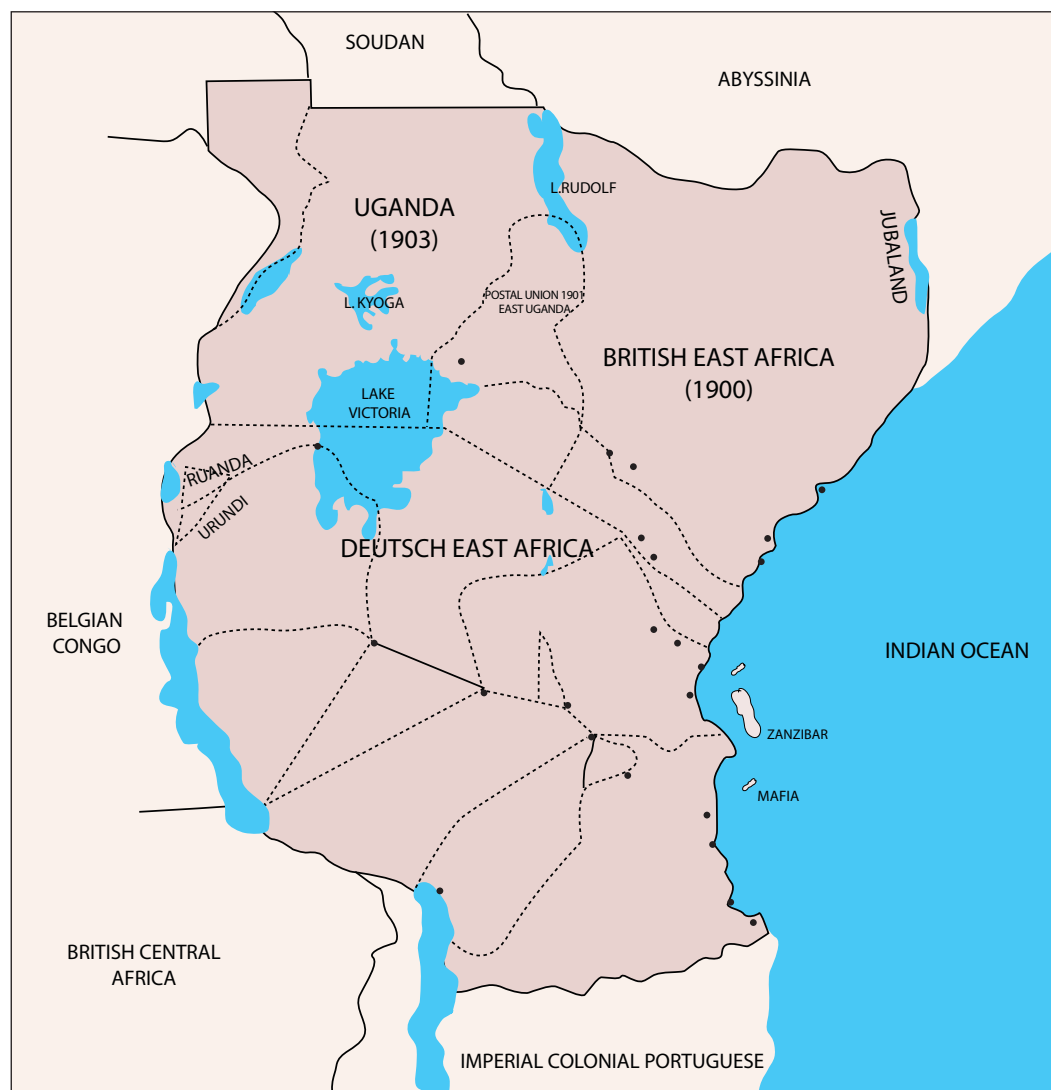 SOUDAN
ABYSSINIA
L.RUDOLF
UGANDA
(1903)
JUBALAND
L. KYOGA
POSTAL UNION 1901
EAST UGANDA
BRITISH EAST AFRICA
(1900)
LAKE
VICTORIA
RUANDA
URUNDI
DEUTSCH EAST AFRICA
BELGIAN
CONGO
INDIAN OCEAN
ZANZIBAR
MAFIA
BRITISH CENTRAL
AFRICA
IMPERIAL COLONIAL PORTUGUESE